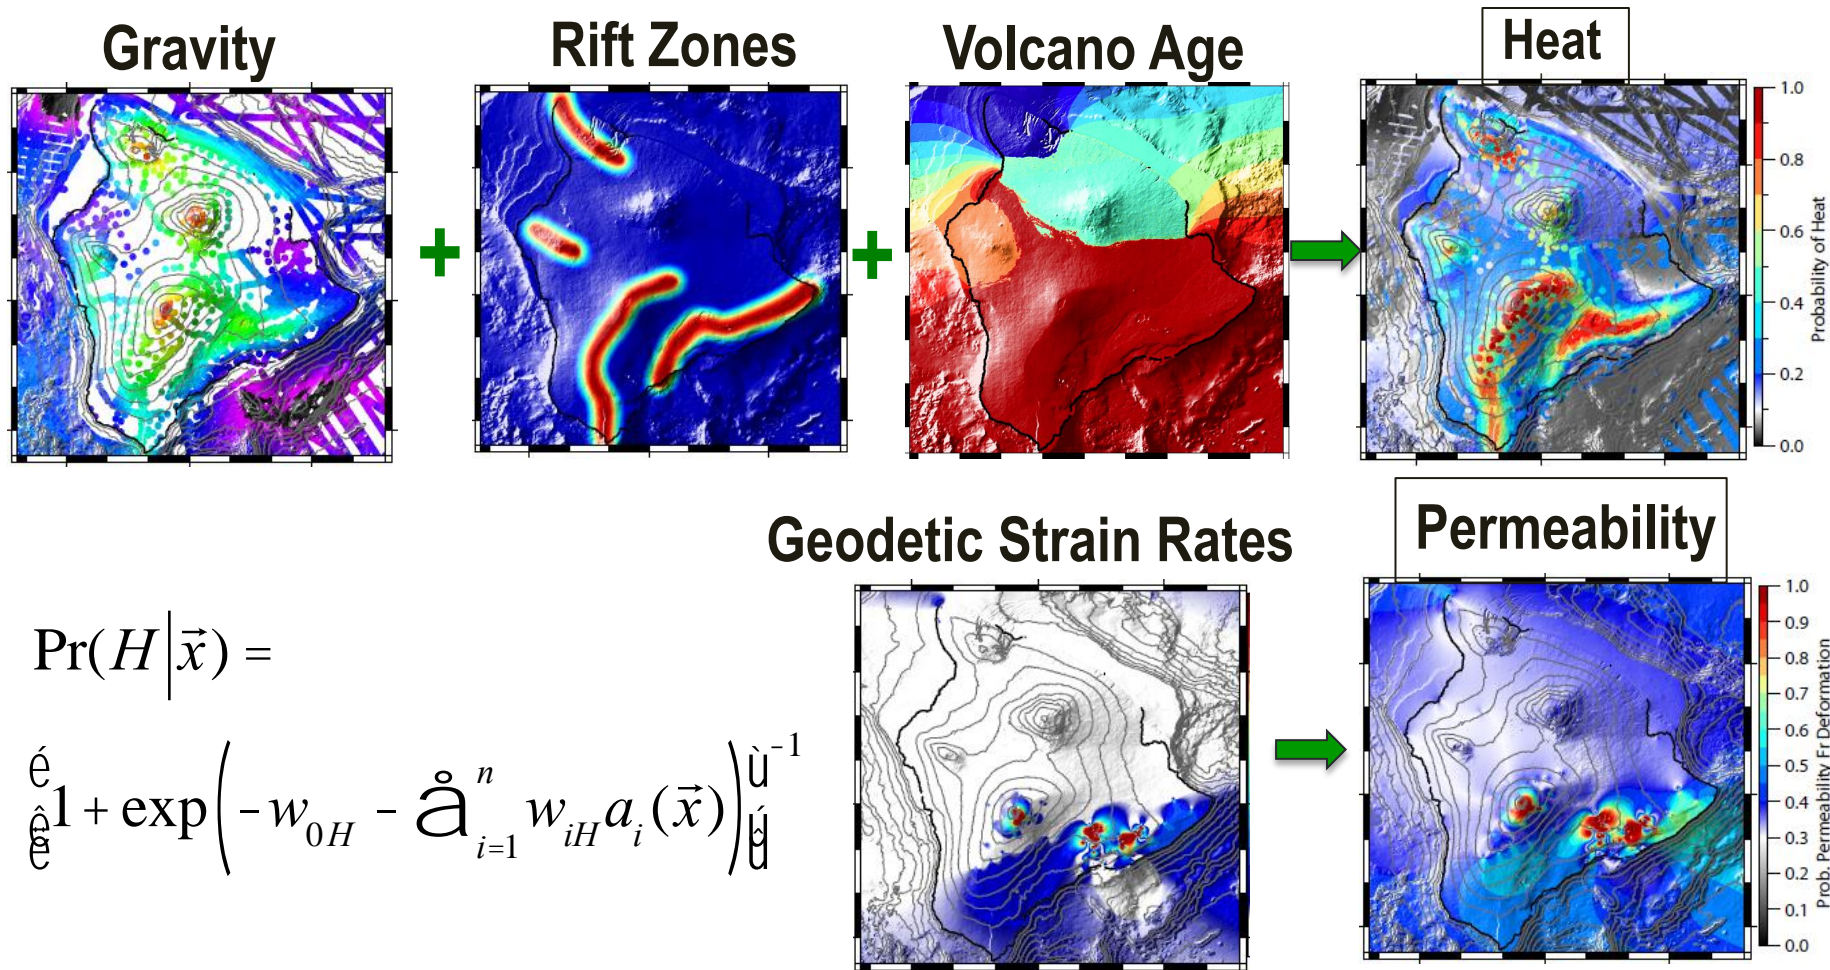 Gravity
Rift Zones
Volcano Age
Heat
+
+
1.0
0.8
0.6
0.4
0.2
0.0
Probability of Heat
Geodetic Strain Rates
Permeability
1.0
0.9
0.8
0.7
0.6
0.5
0.4
0.3
0.2
0.1
0.0
Prob. Permeability Fr Deformation
Pr(H|x⃗) =
é ê ë 1 + exp(-w0H - å i=1 n wiH ai(x⃗)) ù ú û -1